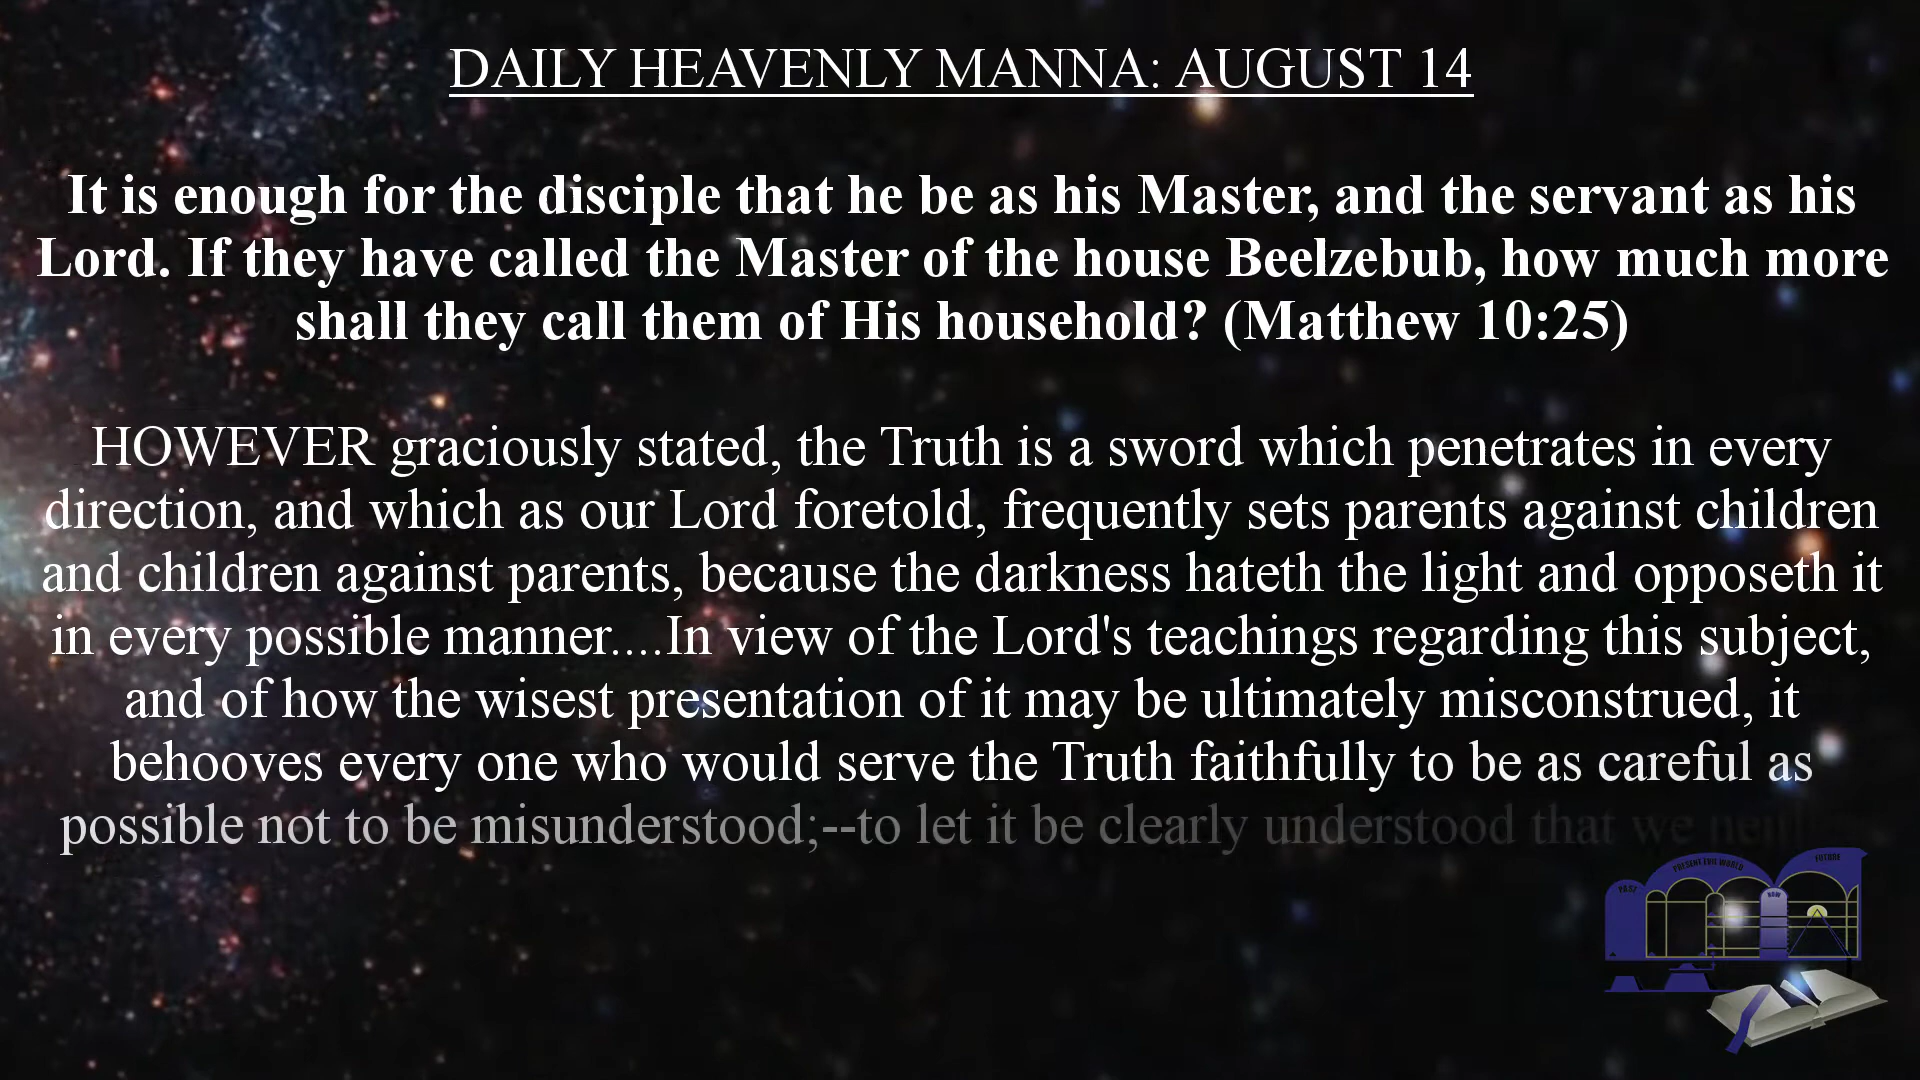 DAILY HEAVENLY MANNA: AUGUST 14
It is enough for the disciple that he be as his Master, and the servant as his
Lord. If they have called the Master of the house Beelzebub, how much more
shall they call them of His household? (Matthew 10:25)
HOWEVER graciously stated, the Truth is a sword which penetrates in every
direction, and which as our Lord foretold, frequently sets parents against children
and children against parents, because the darkness hateth the light and opposeth it
in every possible manner....In view of the Lord's teachings regarding this subject,
and of how the wisest presentation of it may be ultimately misconstrued, it
behooves every one who would serve the Truth faithfully to be as careful as
possible not to be misunderstood;--to let it be clearly understood that we
PAST
PRESENT EVIL WORLD
FUTURE